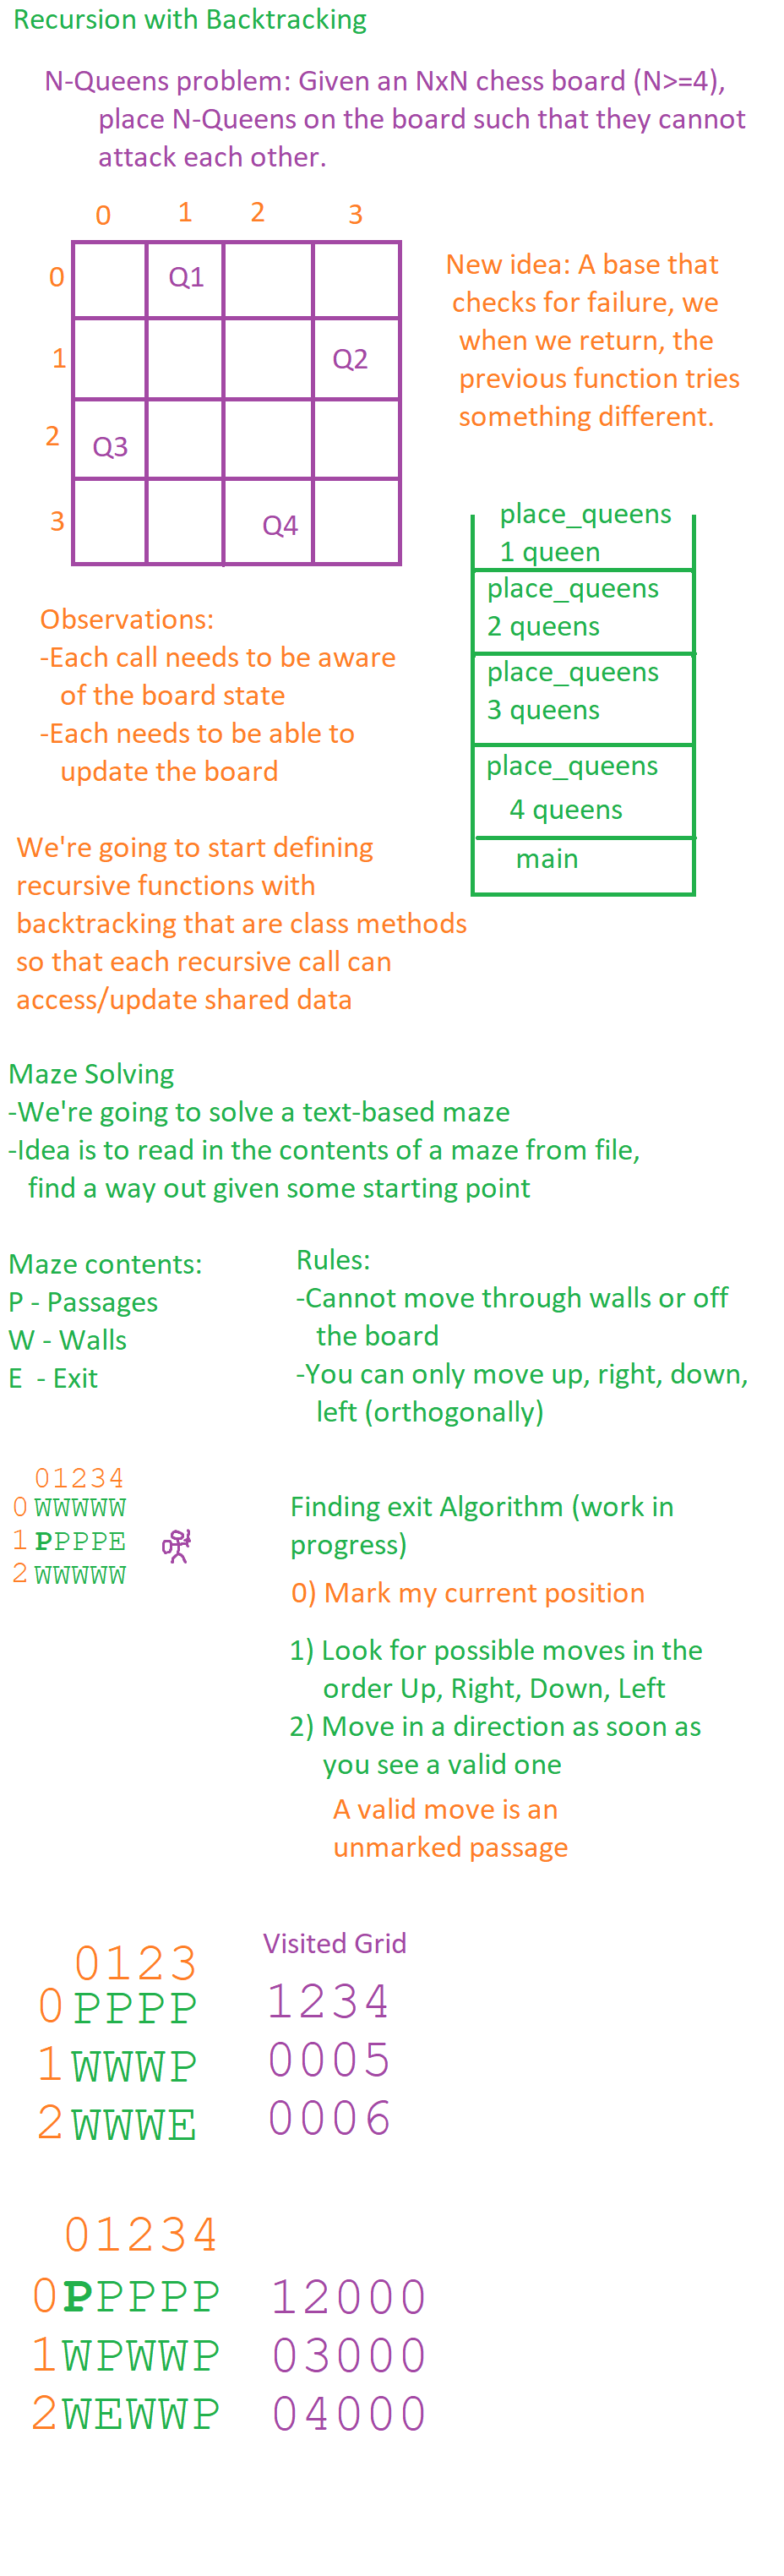 Recursion with Backtracking
N-Queens problem: Given an NxN chess board (N>=4),
place N-Queens on the board such that they cannot
attack each other.
0 1 2 3
0 Q1
1 Q2
2 Q3
3 Q4
New idea: A base that
checks for failure, we
when we return, the
previous function tries
something different.
place_queens
1 queen
place_queens
2 queens
place_queens
3 queens
place_queens
4 queens
main
Observations:
-Each call needs to be aware
of the board state
-Each needs to be able to
update the board
We're going to start defining
recursive functions with
backtracking that are class methods
so that each recursive call can
access/update shared data
Maze Solving
-We're going to solve a text-based maze
-Idea is to read in the contents of a maze from file,
find a way out given some starting point
Maze contents:
P - Passages
W - Walls
E - Exit
Rules:
-Cannot move through walls or off
the board
-You can only move up, right, down,
left (orthogonally)
01234
0 WWWWW
1 PPPPE
2 WWWWW
Finding exit Algorithm (work in
progress)
0) Mark my current position
1) Look for possible moves in the
order Up, Right, Down, Left
2) Move in a direction as soon as
you see a valid one
A valid move is an
unmarked passage
0123
0 PPPP
1 WWWP
2 WWWE
Visited Grid
1234
0005
0006
01234
0 PPPPP
1 WPWWP
2 WEWWP
12000
03000
04000